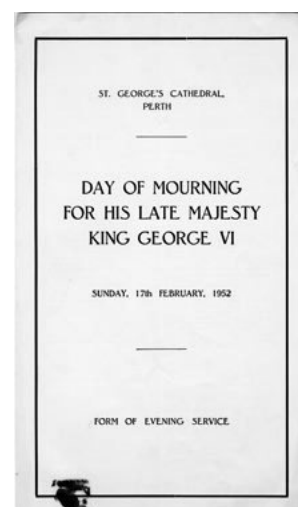 ST. GEORGE'S CATHEDRAL,
PERTH
DAY OF MOURNING
FOR HIS LATE MAJESTY
KING GEORGE VI
SUNDAY, 17th FEBRUARY, 1952
FORM OF EVENING SERVICE